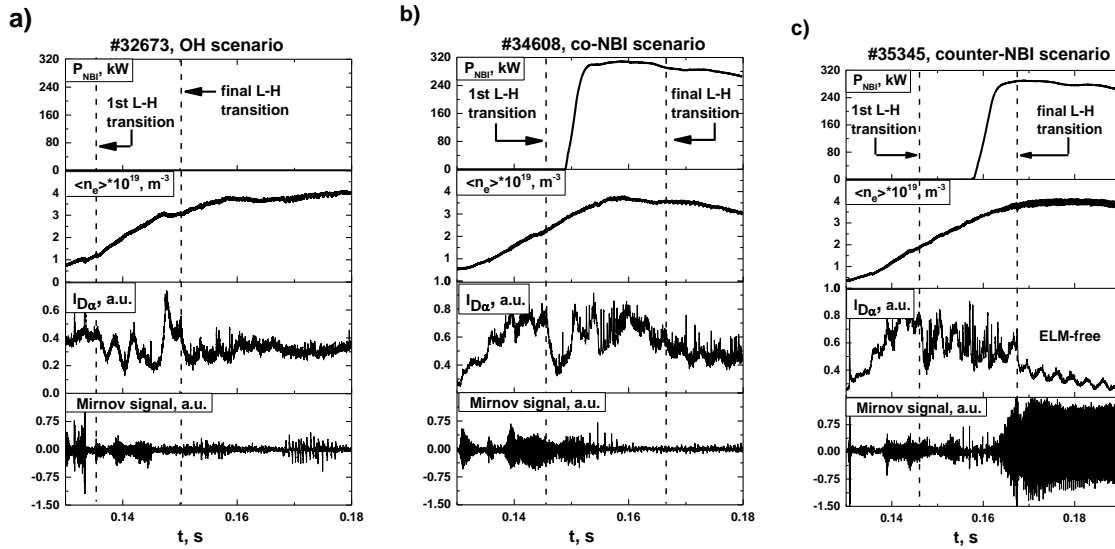 a)
#32673, OH scenario
320
240
160
80
0
P_NBI, kW
1st L-H
transition
final L-H
transition
<n_e>*10^19, m^-3
4
3
2
1
0
I_Dα, a.u.
0.6
0.4
0.2
0.0
Mirnov signal, a.u.
0.75
0.00
-0.75
-1.50
0.14 0.16 0.18
t, s
b)
#34608, co-NBI scenario
320
240
160
80
0
P_NBI, kW
1st L-H
transition
final L-H
transition
<n_e>*10^19, m^-3
4
3
2
1
1.0
I_Dα, a.u.
0.8
0.6
0.4
Mirnov signal, a.u.
0.75
0.00
-0.75
-1.50
0.14 0.16 0.18
t, s
c)
#35345, counter-NBI scenario
320
240
160
80
0
P_NBI, kW
1st L-H
transition
final L-H
transition
<n_e>*10^19, m^-3
4
3
2
1
1.0
I_Dα, a.u.
0.8
0.6
0.4
ELM-free
Mirnov signal, a.u.
0.75
0.00
-0.75
-1.50
0.14 0.16 0.18
t, s